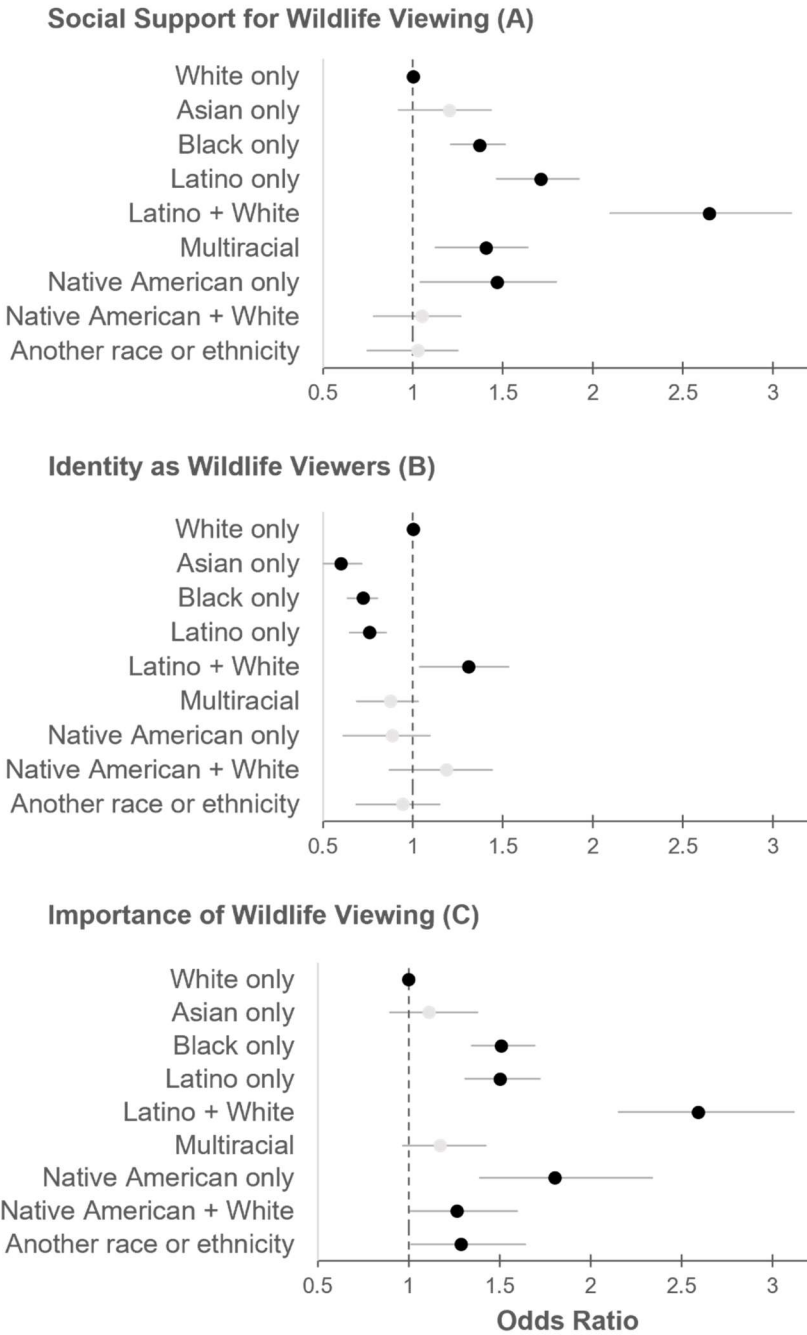 Social Support for Wildlife Viewing (A)
White only
Asian only
Black only
Latino only
Latino + White
Multiracial
Native American only
Native American + White
Another race or ethnicity
0.5 1 1.5 2 2.5 3
Identity as Wildlife Viewers (B)
White only
Asian only
Black only
Latino only
Latino + White
Multiracial
Native American only
Native American + White
Another race or ethnicity
0.5 1 1.5 2 2.5 3
Importance of Wildlife Viewing (C)
White only
Asian only
Black only
Latino only
Latino + White
Multiracial
Native American only
Native American + White
Another race or ethnicity
0.5 1 1.5 2 2.5 3
Odds Ratio